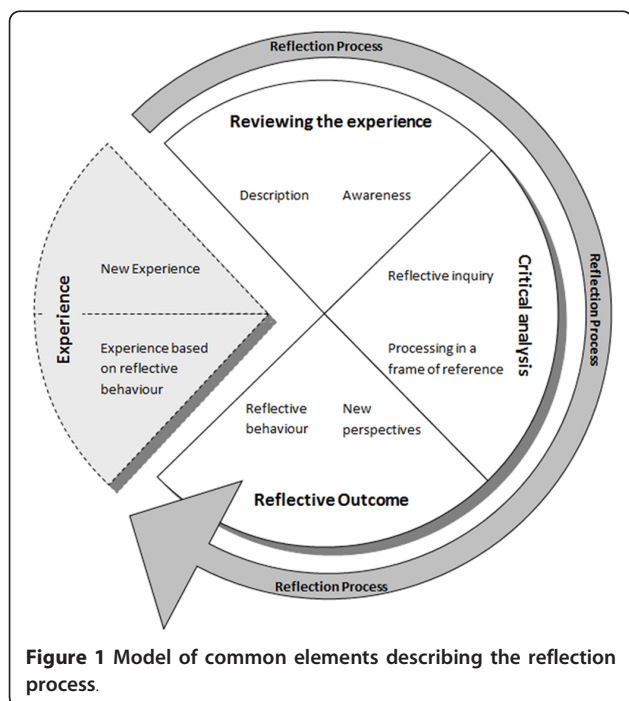 Reflection Process
Reviewing the experience
Description
Awareness
Reflective inquiry
Processing in a
frame of reference
Critical analysis
Reflection Process
New
perspectives
Reflective
behaviour
Reflective Outcome
Reflection Process
Experience
New Experience
Experience based
on reflective
behaviour
Figure 1 Model of common elements describing the reflection
process.